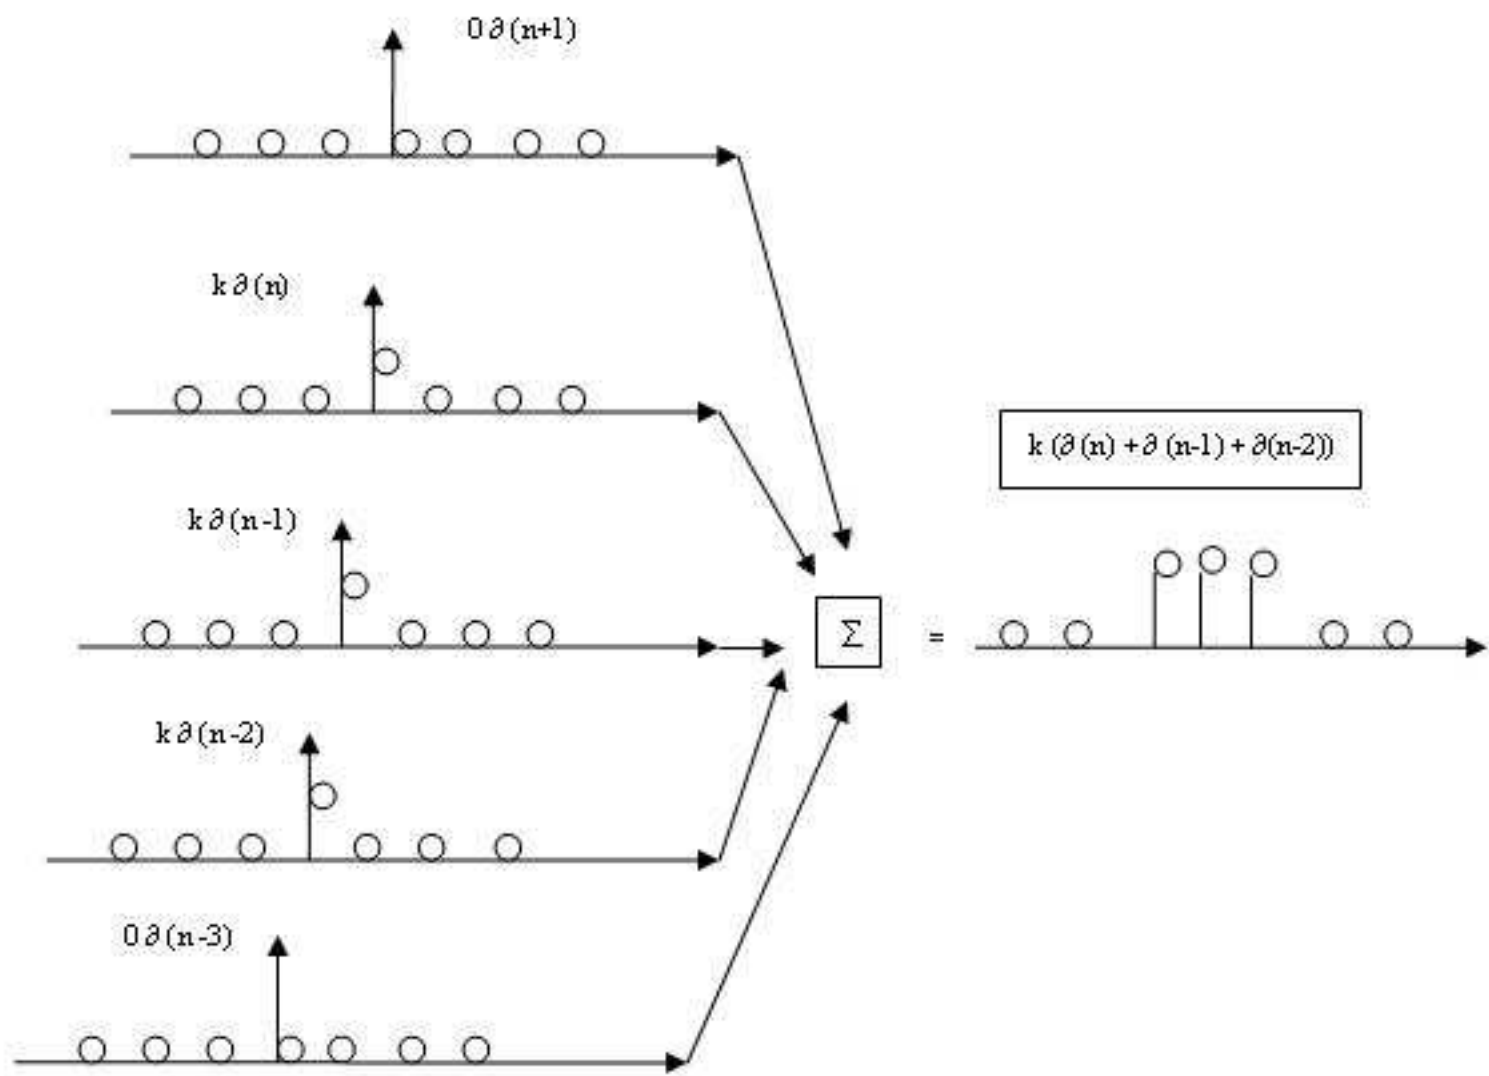 0 ∂ (n+1)
k ∂ (n)
k ∂ (n-1)
k ∂ (n-2)
0 ∂ (n-3)
Σ
=
k (∂ (n) + ∂ (n-1) + ∂(n-2))